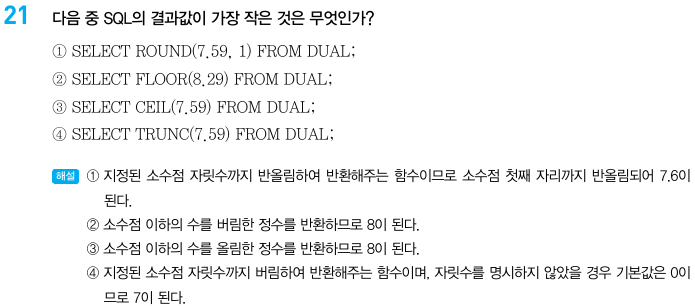 21 다음 중 SQL의 결과값이 가장 작은 것은 무엇인가?
① SELECT ROUND(7.59, 1) FROM DUAL;
② SELECT FLOOR(8.29) FROM DUAL;
③ SELECT CEIL(7.59) FROM DUAL;
④ SELECT TRUNC(7.59) FROM DUAL;
해설 ① 지정된 소수점 자릿수까지 반올림하여 반환해주는 함수이므로 소수점 첫째 자리까지 반올림되어 7.6이
된다.
② 소수점 이하의 수를 버림한 정수를 반환하므로 8이 된다.
③ 소수점 이하의 수를 올림한 정수를 반환하므로 8이 된다.
④ 지정된 소수점 자릿수까지 버림하여 반환해주는 함수이며, 자릿수를 명시하지 않았을 경우 기본값은 0이
므로 7이 된다.